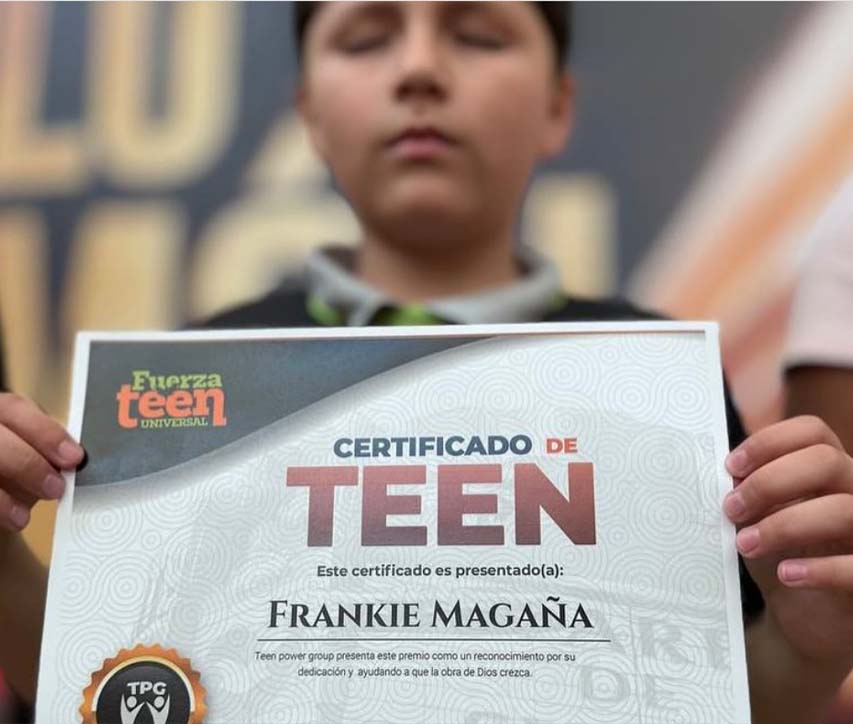 Fuerza
teen
UNIVERSAL
CERTIFICADO DE
TEEN
Este certificado es presentado(a):
FRANKIE MAGAÑA
Teen power group presenta este premio como un reconocimiento por su
dedicación y ayudando a que la obra de Dios crezca.
TPG